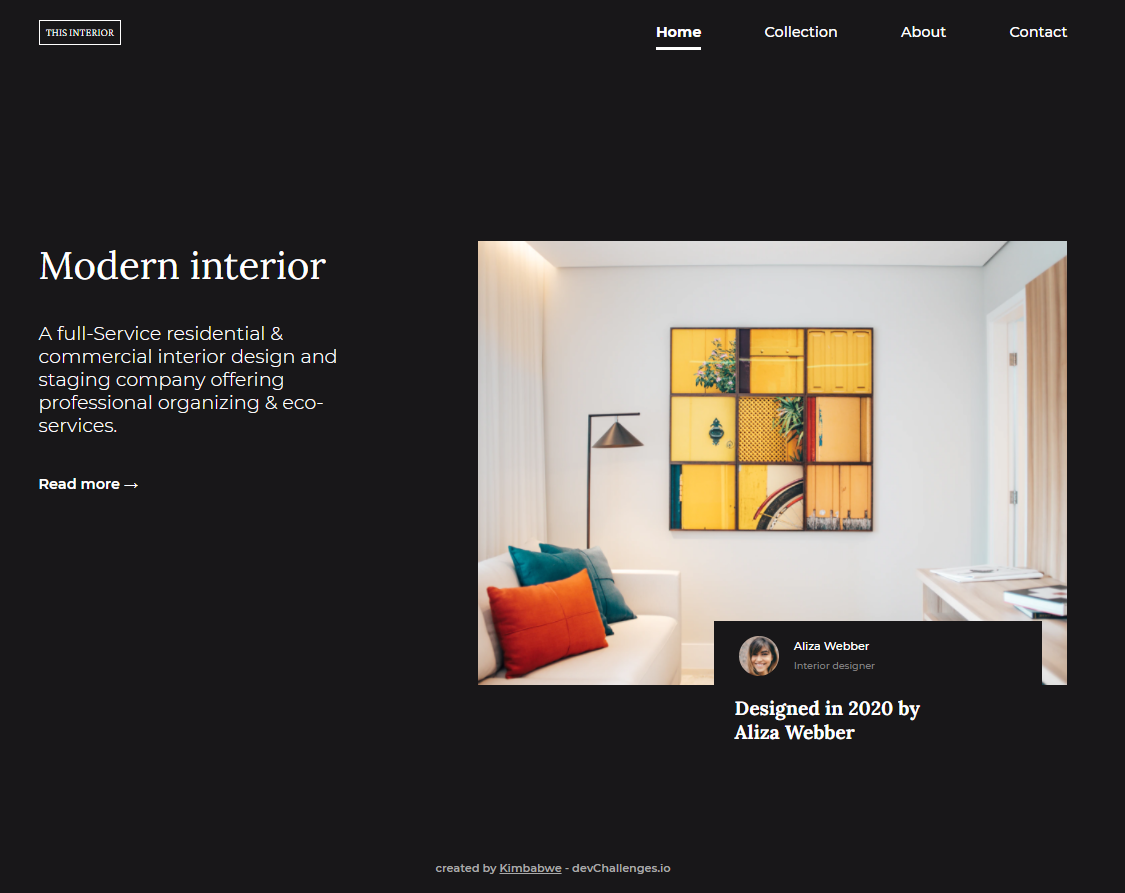 THIS INTERIOR
Home Collection About Contact
Modern interior
A full-Service residential &
commercial interior design and
staging company offering
professional organizing & eco-
services.
Read more →
Aliza Webber
Interior designer
Designed in 2020 by
Aliza Webber
created by Kimbabwe - devChallenges.io